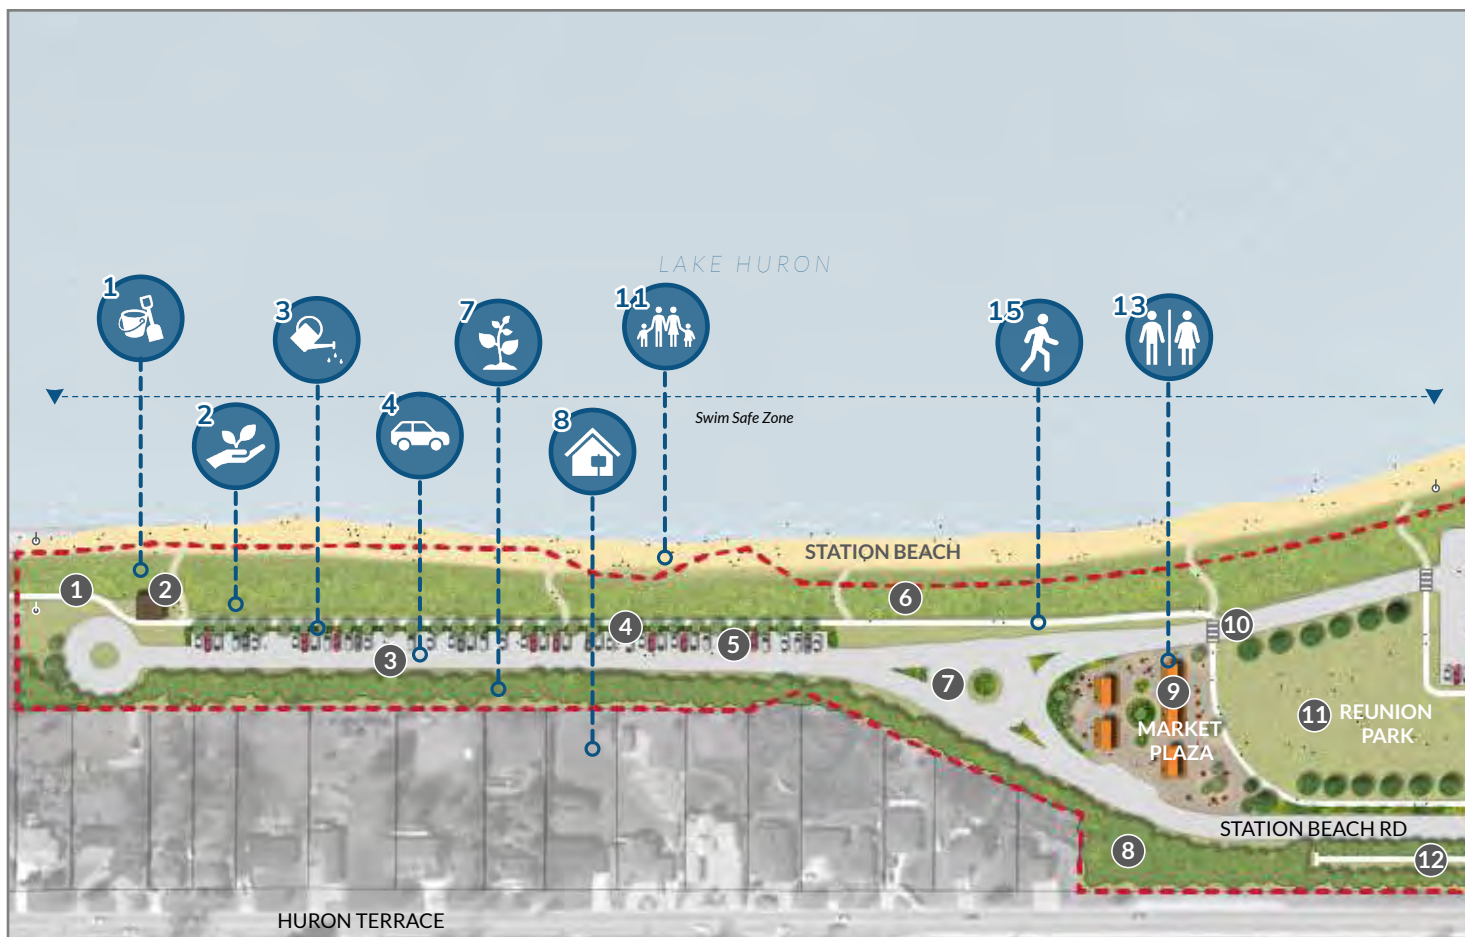 LAKE HURON
1
3
7
11
15
13
2
4
8
Swim Safe Zone
STATION BEACH
1
2
6
4
10
5
3
7
9
11
REUNION
PARK
MARKET
PLAZA
STATION BEACH RD
8
12
HURON TERRACE